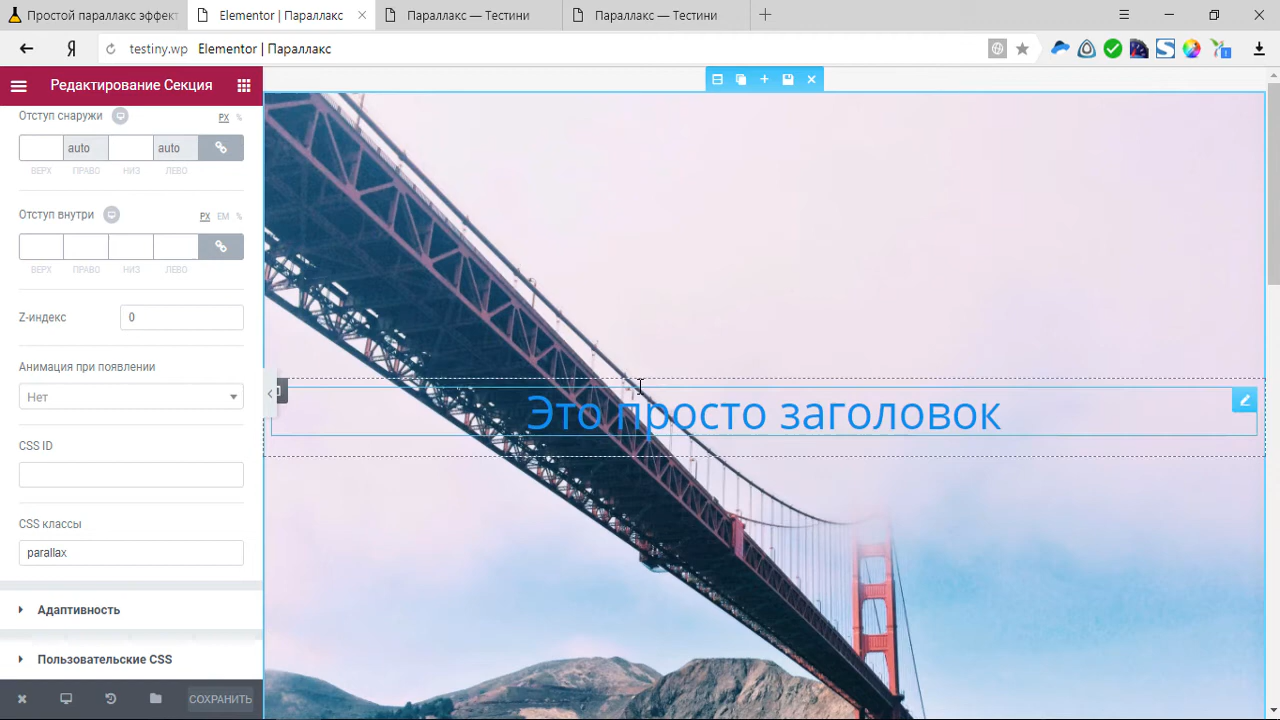 Простой параллакс эффект
Elementor | Параллакс
Параллакс — Тестини
Параллакс — Тестини
testiny.wp Elementor | Параллакс
Редактирование Секция
Отступ снаружи PX %
auto auto
ВЕРХ ПРАВО НИЗ ЛЕВО
Отступ внутри PX EM %
ВЕРХ ПРАВО НИЗ ЛЕВО
Z-индекс 0
Анимация при появлении
Нет
CSS ID
CSS классы
parallax
Адаптивность
Пользовательские CSS
СОХРАНИТЬ
Это просто заголовок